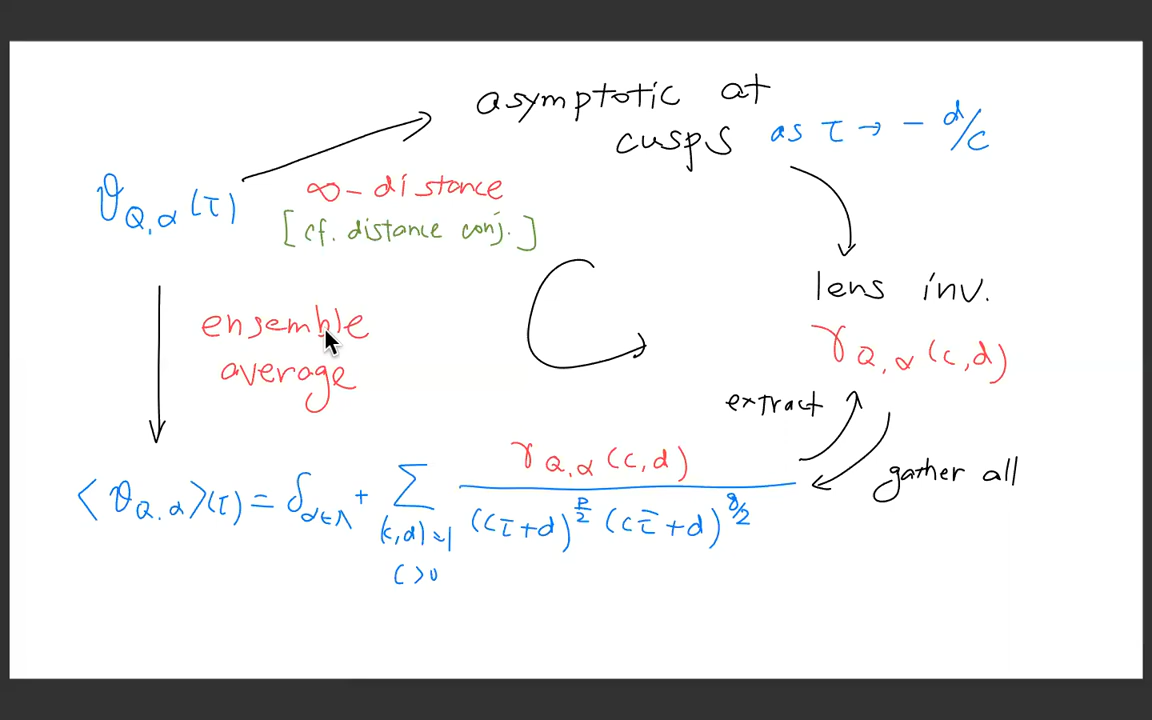 asymptotic at
cusps as τ → - d/c
ϑ_{Q,α}(τ)
∞-distance
[cf. distance conj.]
lens inv.
γ_{Q,α}(c,d)
ensemble
average
extract
gather all
⟨ϑ_{Q,α}⟩(τ) = δ_{α∈Λ} + Σ_{(c,d)=1, c>0} γ_{Q,α}(c,d) / (cτ+d)^{p/2} (cτ̄+d)^{q/2}